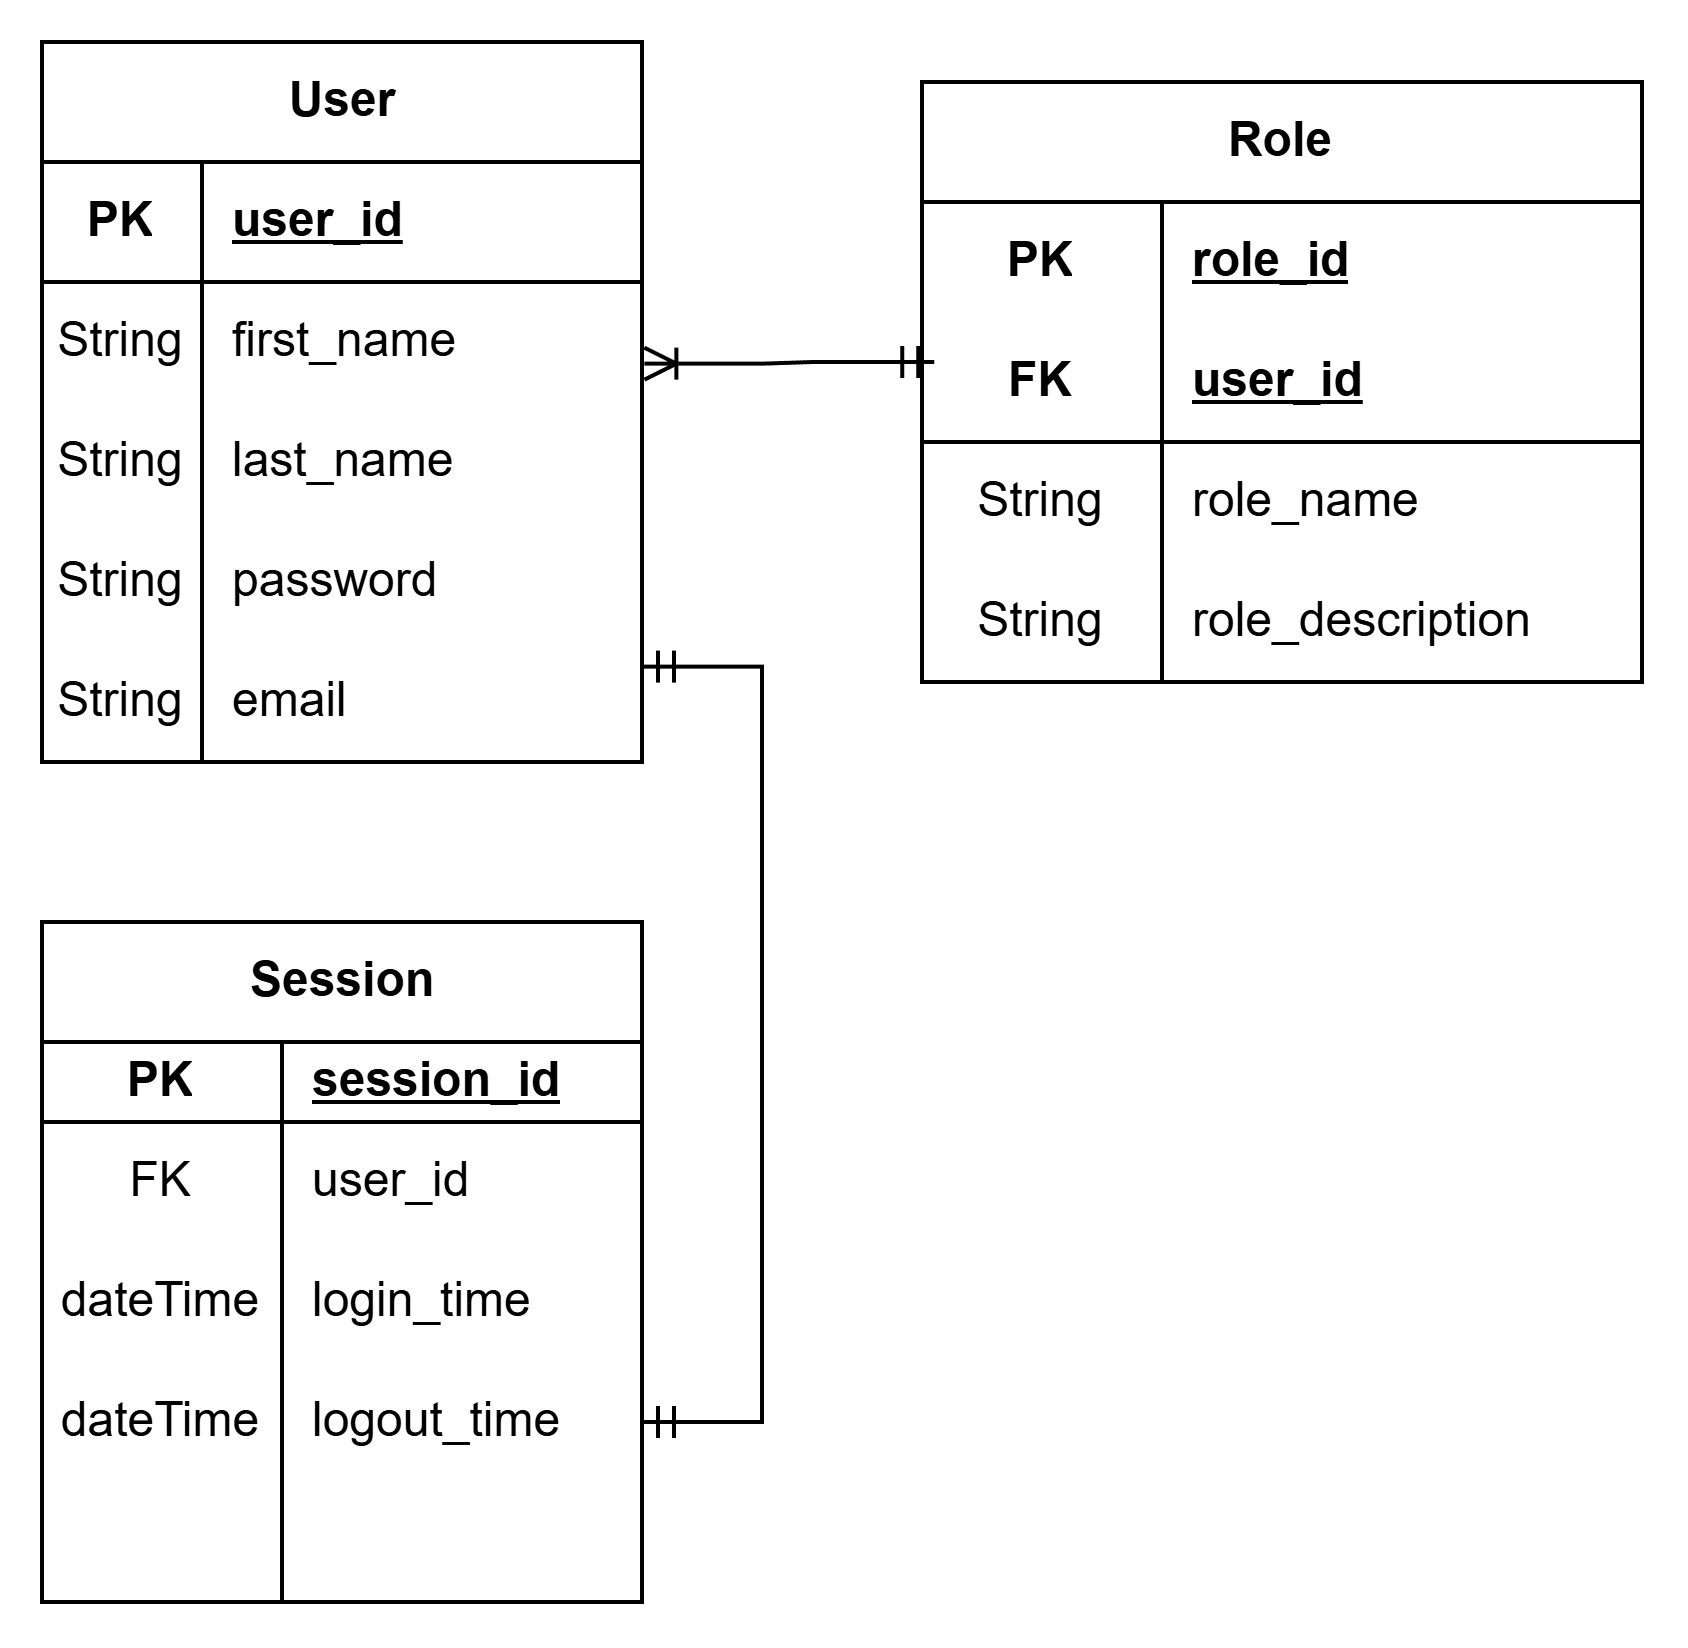 User
PK user_id
String first_name
String last_name
String password
String email
Role
PK role_id
FK user_id
String role_name
String role_description
Session
PK session_id
FK user_id
dateTime login_time
dateTime logout_time